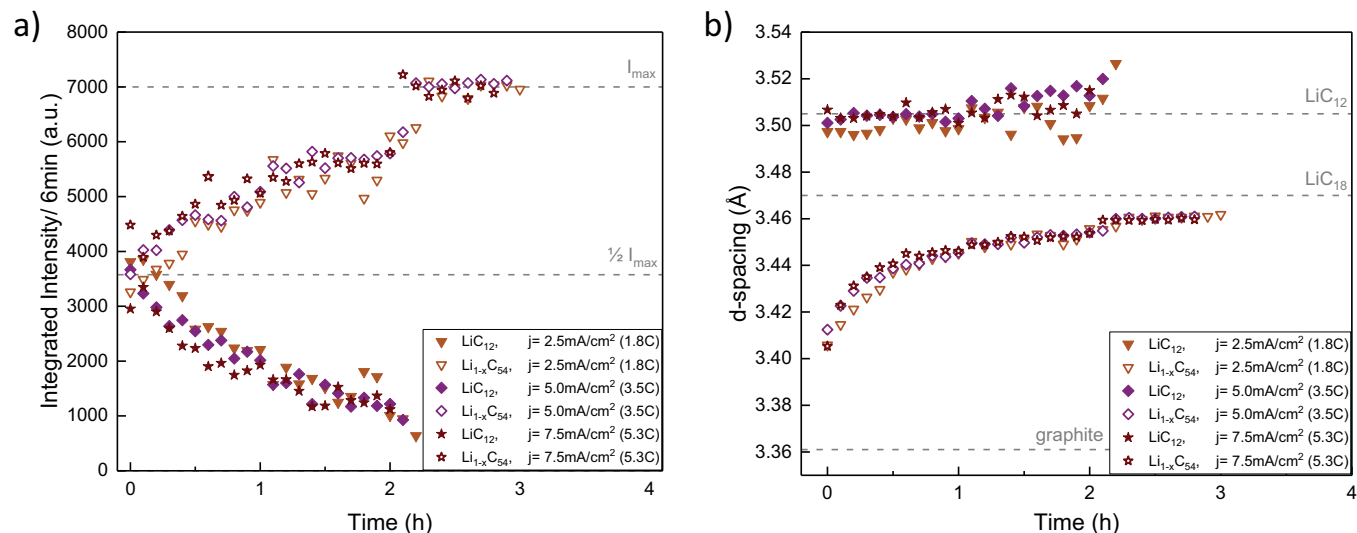 a)
Integrated Intensity/ 6min (a.u.)
8000
7000
6000
5000
4000
3000
2000
1000
0
I_max
½ I_max
LiC₁₂, j= 2.5mA/cm² (1.8C)
Li₁₋ₓC₅₄, j= 2.5mA/cm² (1.8C)
LiC₁₂, j= 5.0mA/cm² (3.5C)
Li₁₋ₓC₅₄, j= 5.0mA/cm² (3.5C)
LiC₁₂, j= 7.5mA/cm² (5.3C)
Li₁₋ₓC₅₄, j= 7.5mA/cm² (5.3C)
0 1 2 3 4
Time (h)
b)
d-spacing (Å)
3.54
3.52
3.50
3.48
3.46
3.44
3.42
3.40
3.38
3.36
LiC₁₂
LiC₁₈
graphite
LiC₁₂, j= 2.5mA/cm² (1.8C)
Li₁₋ₓC₅₄, j= 2.5mA/cm² (1.8C)
LiC₁₂, j= 5.0mA/cm² (3.5C)
Li₁₋ₓC₅₄, j= 5.0mA/cm² (3.5C)
LiC₁₂, j= 7.5mA/cm² (5.3C)
Li₁₋ₓC₅₄, j= 7.5mA/cm² (5.3C)
0 1 2 3 4
Time (h)